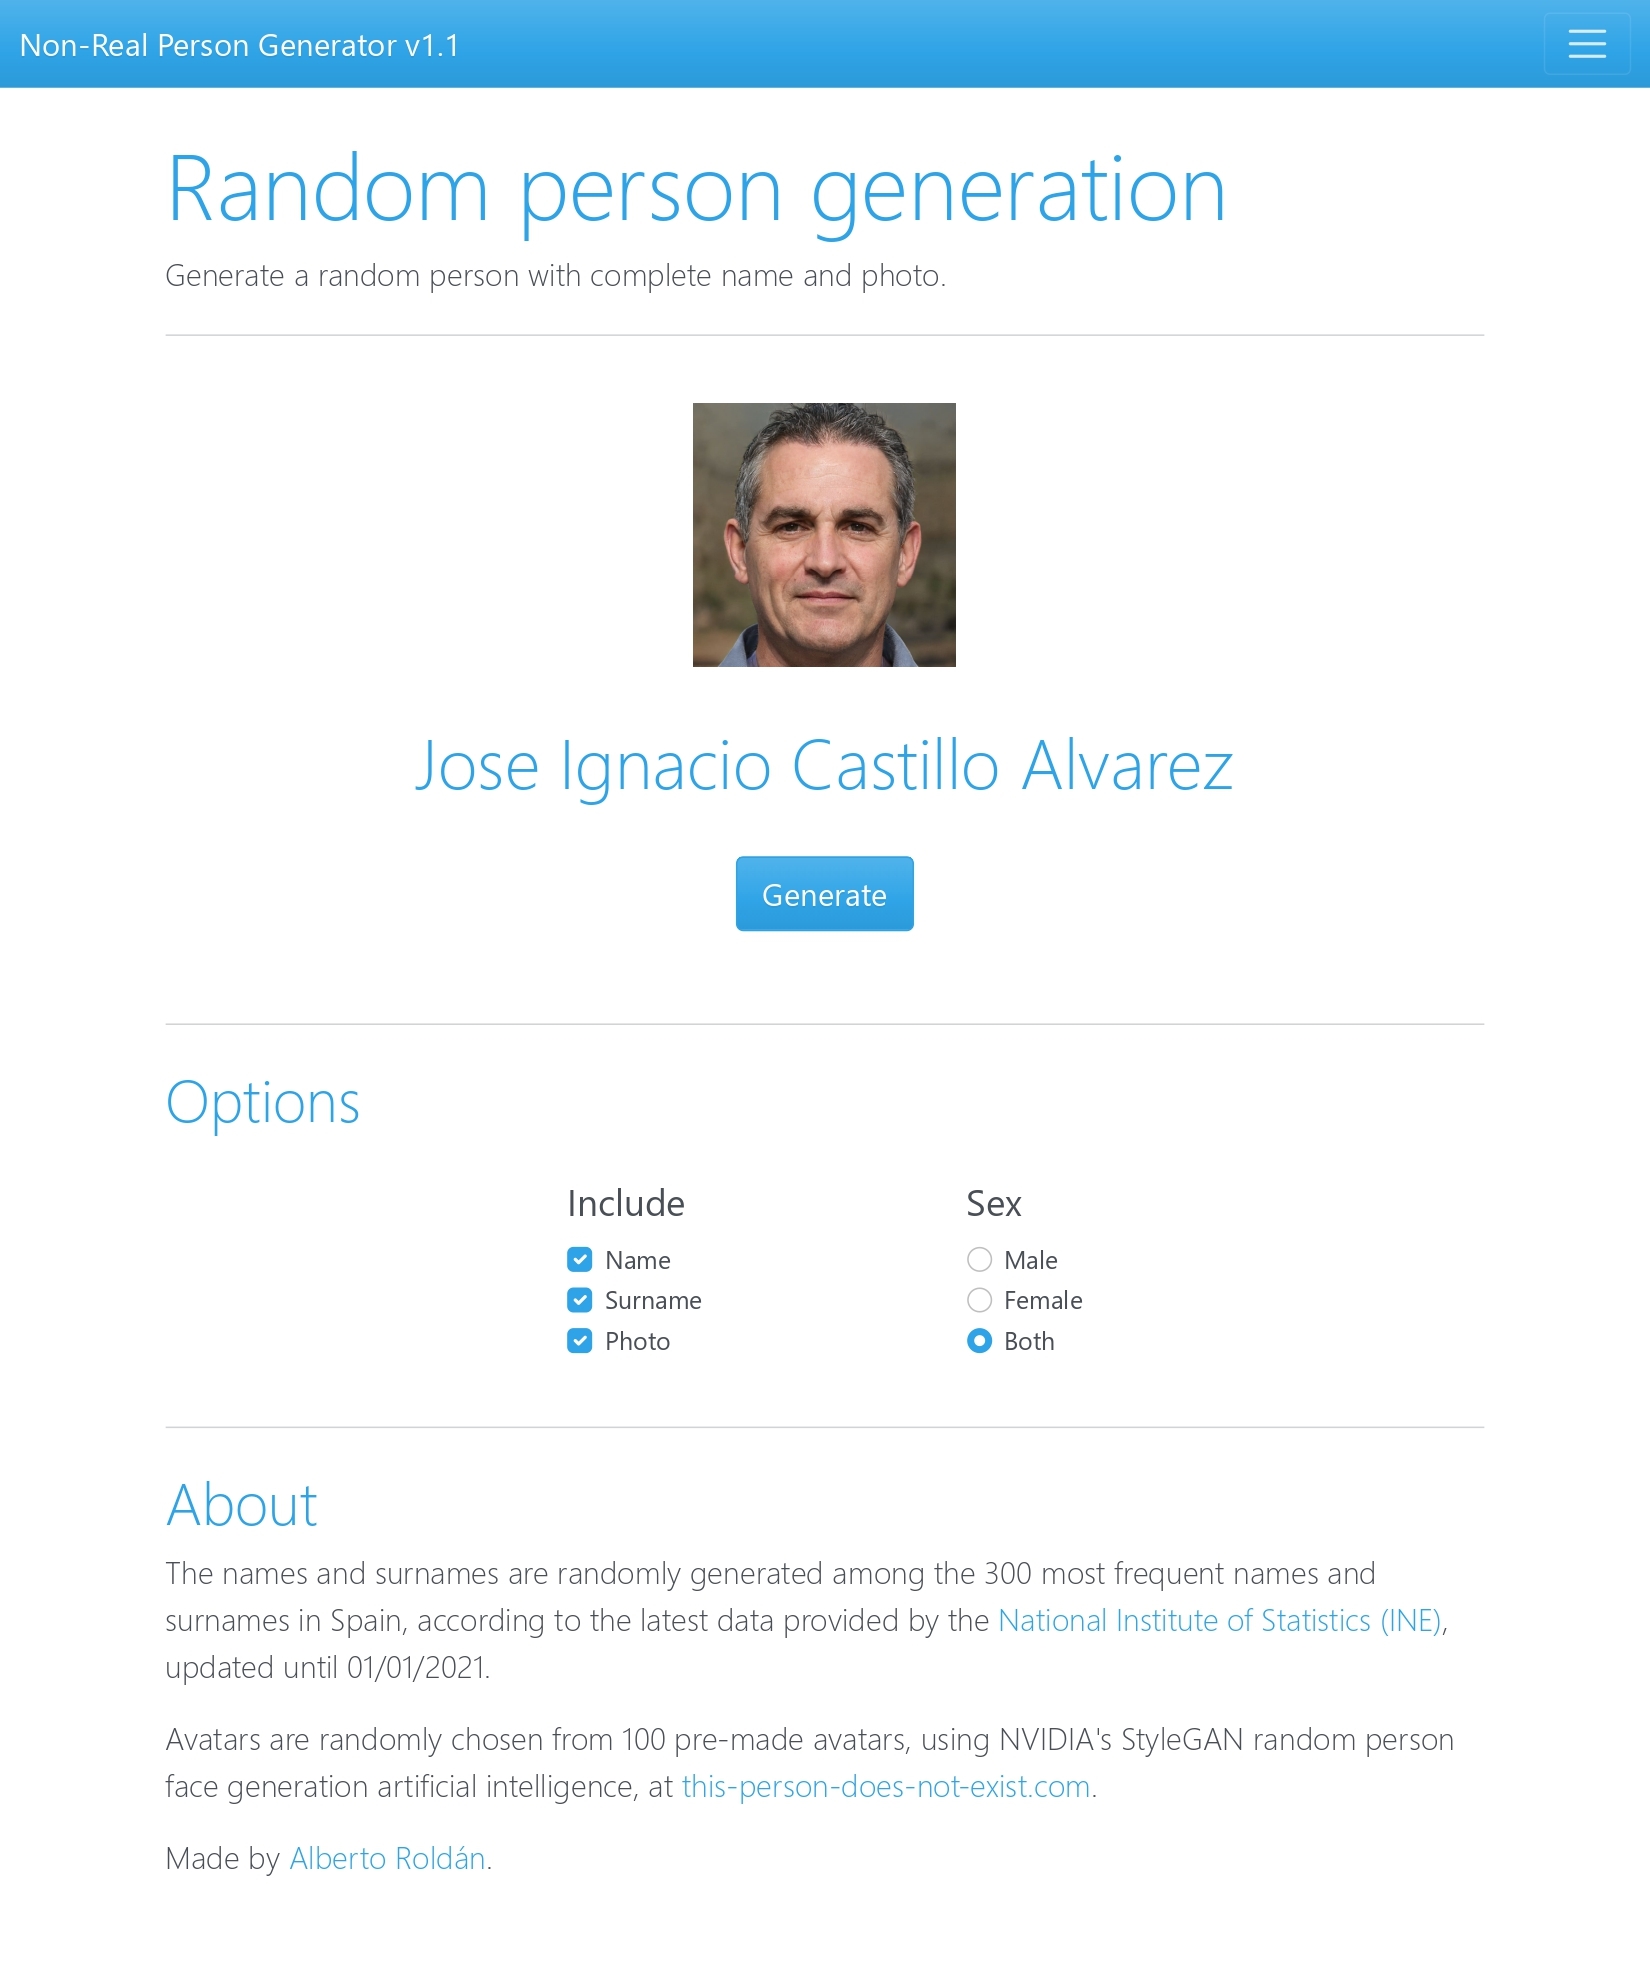 Non-Real Person Generator v1.1
Random person generation
Generate a random person with complete name and photo.
Jose Ignacio Castillo Alvarez
Generate
Options
Include
Name
Surname
Photo
Sex
Male
Female
Both
About
The names and surnames are randomly generated among the 300 most frequent names and
surnames in Spain, according to the latest data provided by the National Institute of Statistics (INE),
updated until 01/01/2021.
Avatars are randomly chosen from 100 pre-made avatars, using NVIDIA's StyleGAN random person
face generation artificial intelligence, at this-person-does-not-exist.com.
Made by Alberto Roldán.